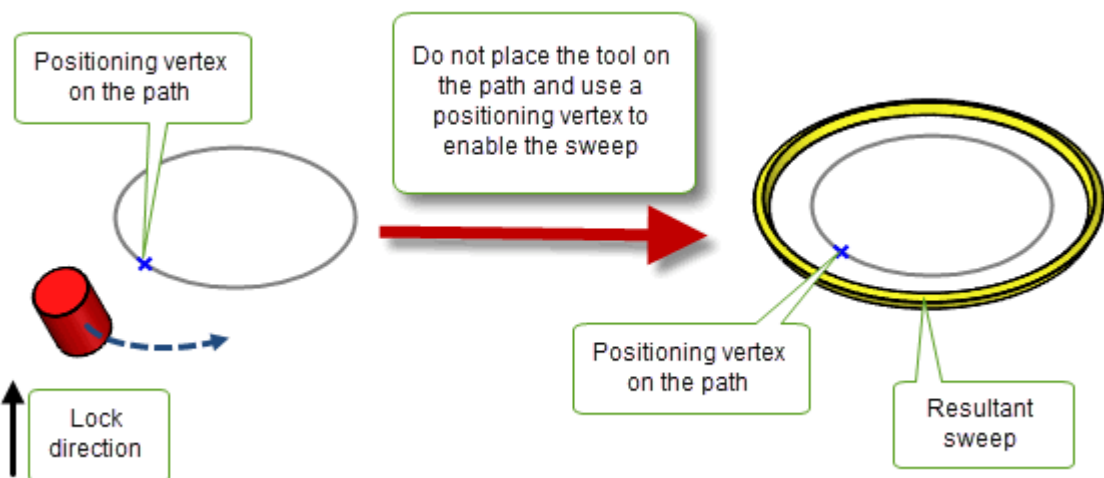 Positioning vertex
on the path
Do not place the tool on
the path and use a
positioning vertex to
enable the sweep
Lock
direction
Positioning vertex
on the path
Resultant
sweep